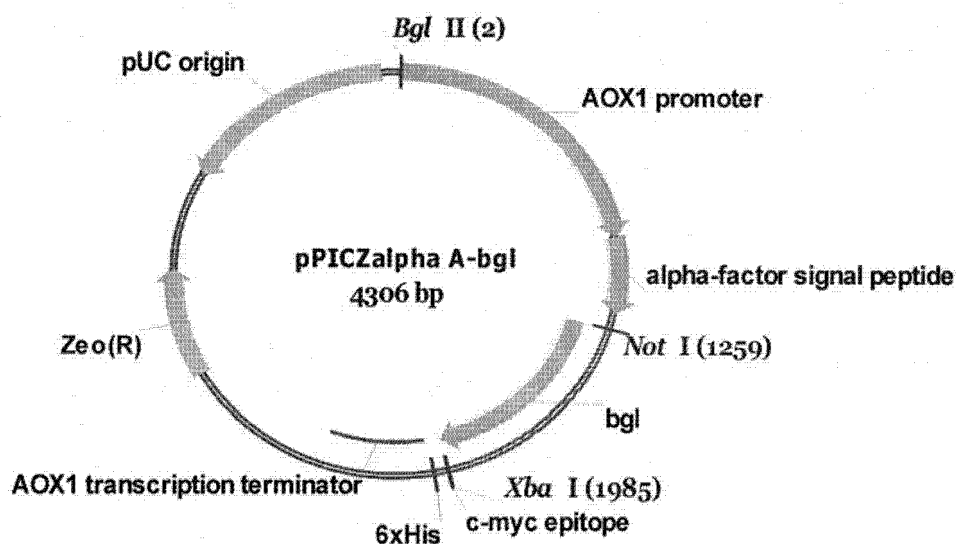 Bgl II (2)
pUC origin
AOX1 promoter
pPICZalpha A-bgl
4306 bp
alpha-factor signal peptide
Not I (1259)
Zeo(R)
bgl
AOX1 transcription terminator
Xba I (1985)
c-myc epitope
6xHis